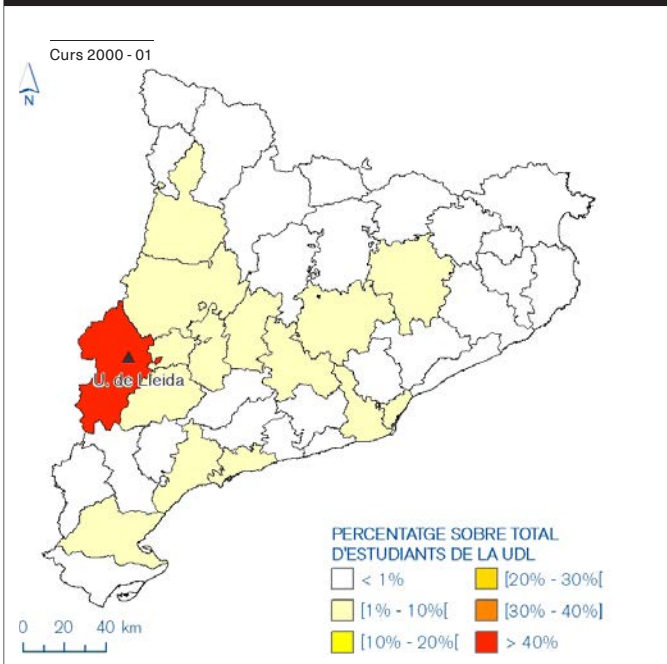 Curs 2000 - 01
N
U. de Lleida
PERCENTATGE SOBRE TOTAL
D'ESTUDIANTS DE LA UDL
< 1%
[1% - 10%[
[10% - 20%[
[20% - 30%[
[30% - 40%]
> 40%
0 20 40 km